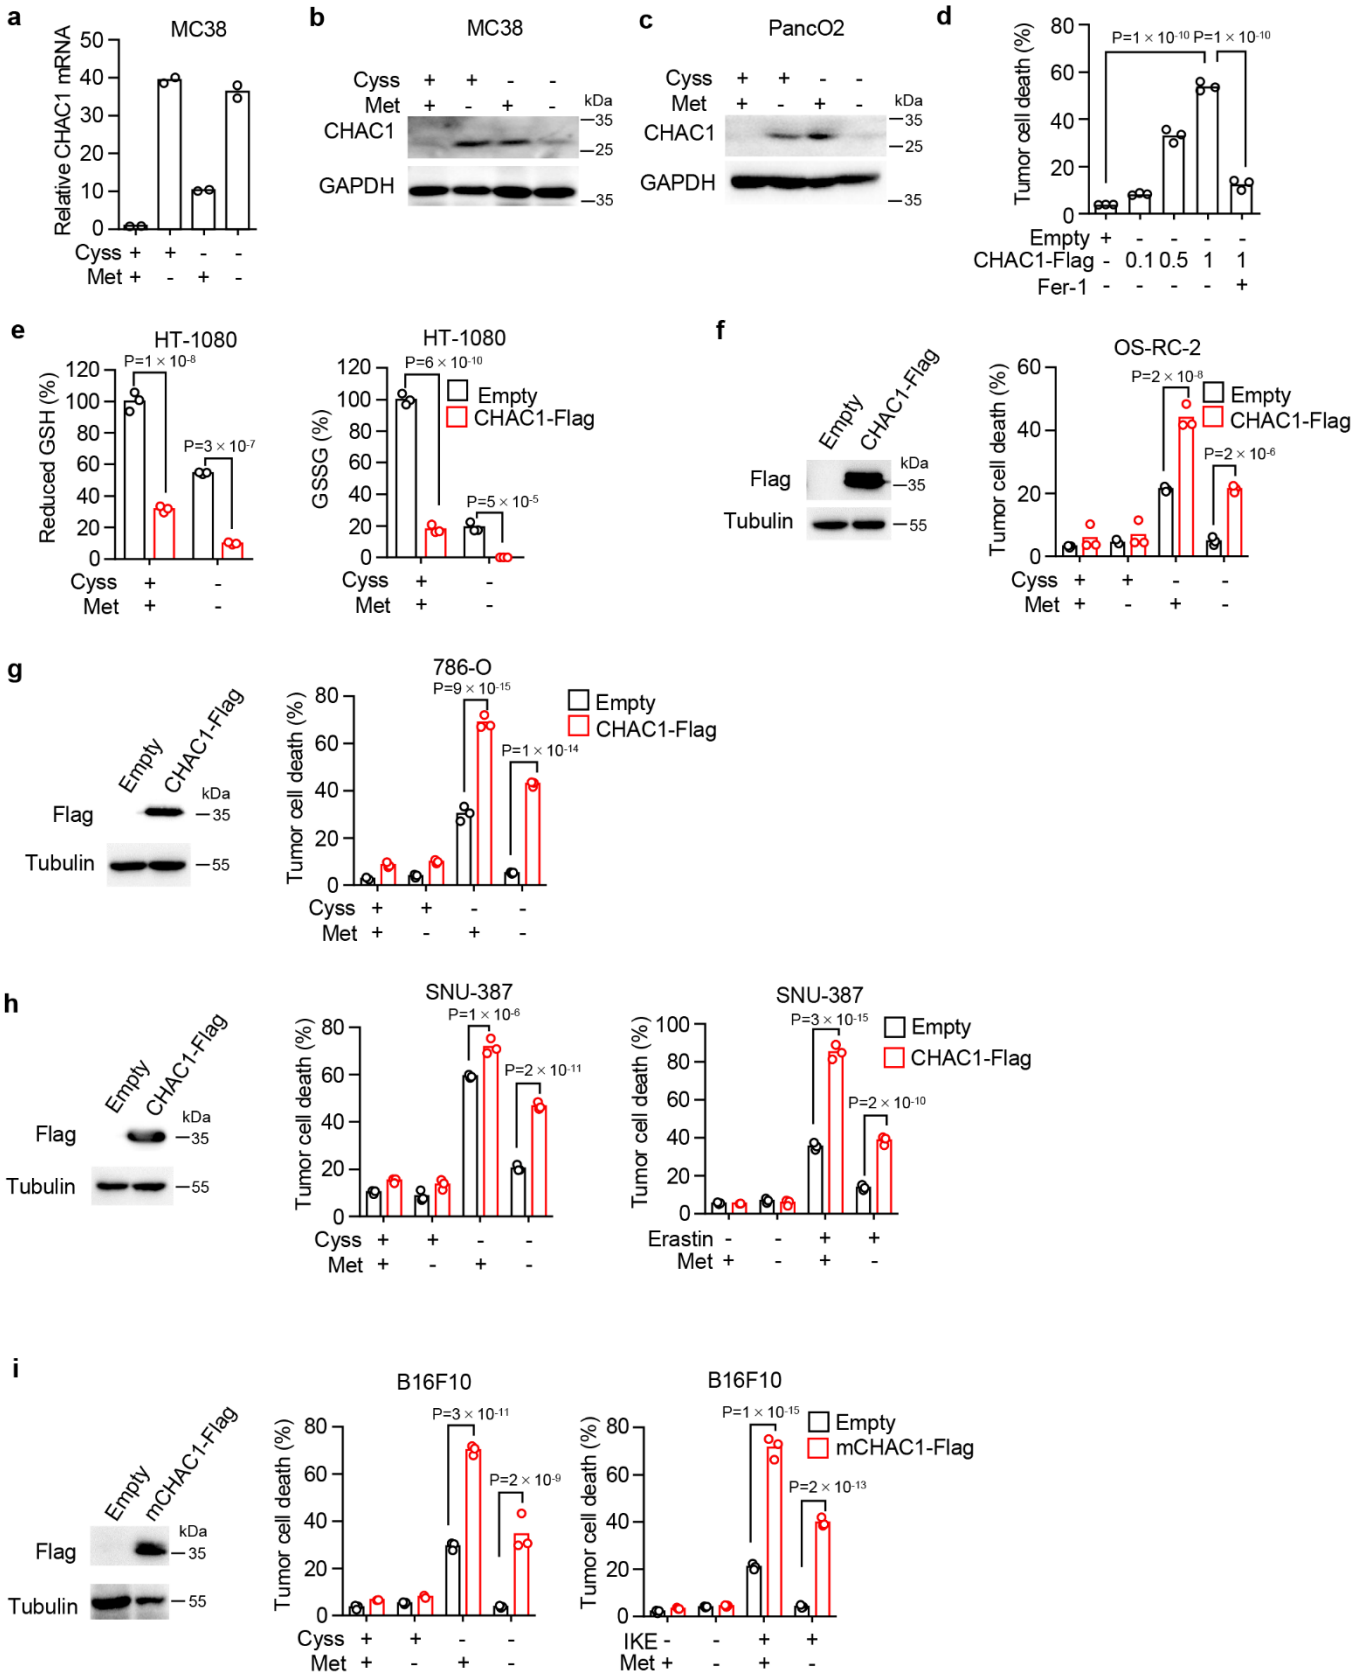 a
MC38
Relative CHAC1 mRNA
50
40
30
20
10
0
Cyss + + - -
Met + - + -
b
MC38
Cyss + + - -
Met + - + -
kDa
CHAC1
35
25
GAPDH
35
c
PancO2
Cyss + + - -
Met + - + -
kDa
CHAC1
35
25
GAPDH
35
d
Tumor cell death (%)
80
60
40
20
0
P=1 × 10-10 P=1 × 10-10
Empty + - - - -
CHAC1-Flag - 0.1 0.5 1 1
Fer-1 - - - - +
e
HT-1080
P=1 × 10-8
P=3 × 10-7
Reduced GSH (%)
120
100
80
60
40
20
0
Cyss + -
Met + -
HT-1080
P=6 × 10-10
P=5 × 10-5
GSSG (%)
120
100
80
60
40
20
0
Empty
CHAC1-Flag
Cyss + -
Met + -
f
Empty
CHAC1-Flag
kDa
Flag
35
Tubulin
55
OS-RC-2
P=2 × 10-8
P=2 × 10-6
Tumor cell death (%)
60
40
20
0
Empty
CHAC1-Flag
Cyss + + - -
Met + - + -
g
Empty
CHAC1-Flag
kDa
Flag
35
Tubulin
55
786-O
P=9 × 10-15
P=1 × 10-14
Tumor cell death (%)
80
60
40
20
0
Empty
CHAC1-Flag
Cyss + + - -
Met + - + -
h
Empty
CHAC1-Flag
kDa
Flag
35
Tubulin
55
SNU-387
P=1 × 10-6
P=2 × 10-11
Tumor cell death (%)
80
60
40
20
0
Cyss + + - -
Met + - + -
SNU-387
P=3 × 10-15
P=2 × 10-10
Tumor cell death (%)
100
80
60
40
20
0
Empty
CHAC1-Flag
Erastin - - + +
Met + - + -
i
Empty
mCHAC1-Flag
kDa
Flag
35
Tubulin
55
B16F10
P=3 × 10-11
P=2 × 10-9
Tumor cell death (%)
80
60
40
20
0
Cyss + + - -
Met + - + -
B16F10
P=1 × 10-15
P=2 × 10-13
Tumor cell death (%)
80
60
40
20
0
Empty
mCHAC1-Flag
IKE - - + +
Met + - + -